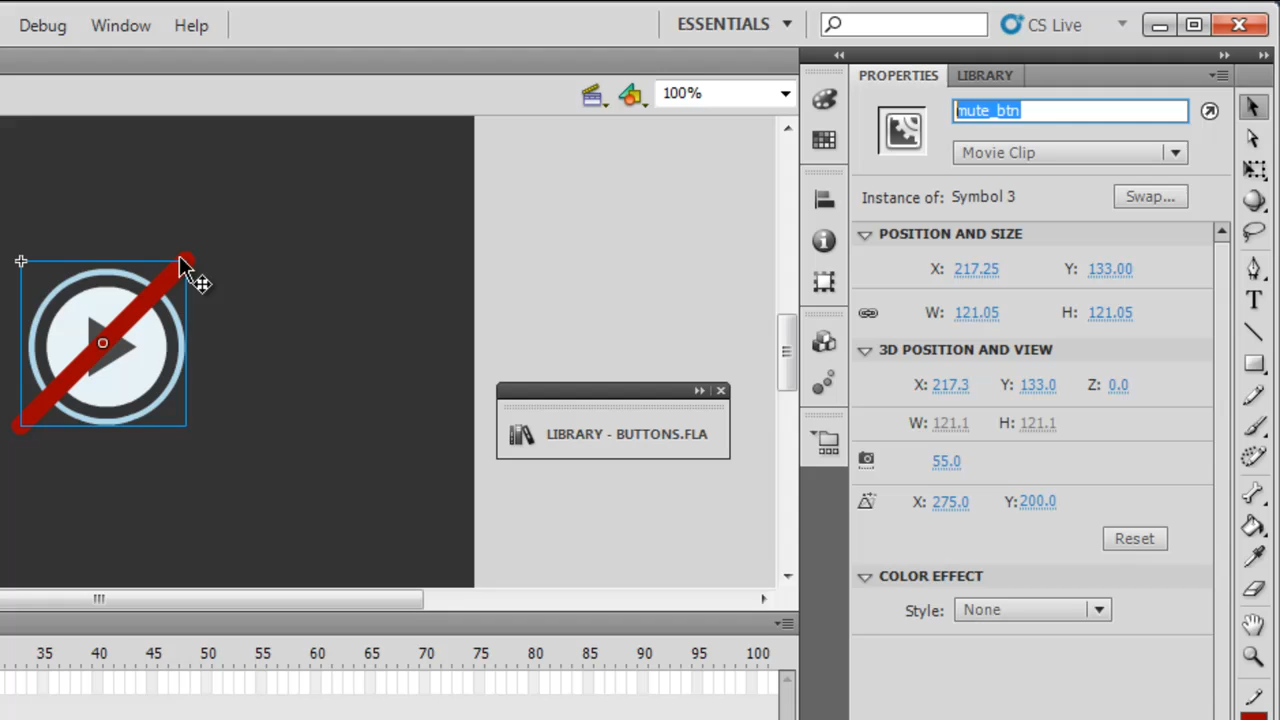 Debug Window Help ESSENTIALS CS Live
PROPERTIES LIBRARY
100%
mute_btn
Movie Clip
Instance of: Symbol 3 Swap...
POSITION AND SIZE
X: 217.25 Y: 133.00
W: 121.05 H: 121.05
3D POSITION AND VIEW
X: 217.3 Y: 133.0 Z: 0.0
W: 121.1 H: 121.1
55.0
X: 275.0 Y: 200.0
Reset
COLOR EFFECT
Style: None
LIBRARY - BUTTONS.FLA
35 40 45 50 55 60 65 70 75 80 85 90 95 100